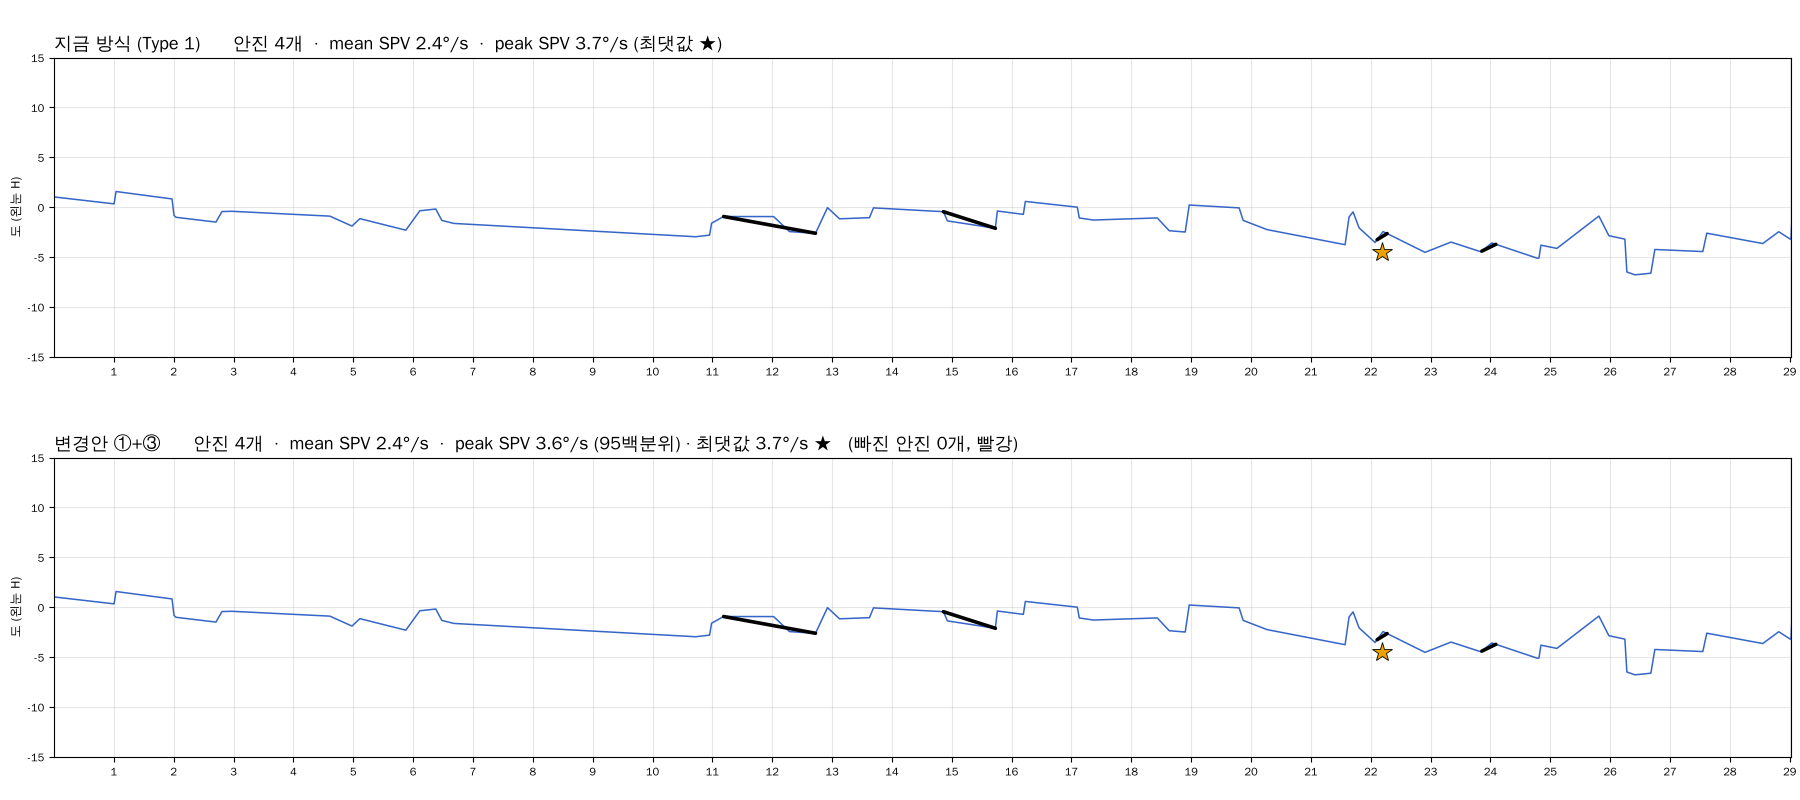 지금 방식 (Type 1) 안진 4개 · mean SPV 2.4°/s · peak SPV 3.7°/s (최댓값 ★)
15
10
5
0
-5
-10
-15
도 (왼눈 H)
1 2 3 4 5 6 7 8 9 10 11 12 13 14 15 16 17 18 19 20 21 22 23 24 25 26 27 28 29
변경안 ①+③ 안진 4개 · mean SPV 2.4°/s · peak SPV 3.6°/s (95백분위) · 최댓값 3.7°/s ★ (빠진 안진 0개, 빨강)
15
10
5
0
-5
-10
-15
도 (왼눈 H)
1 2 3 4 5 6 7 8 9 10 11 12 13 14 15 16 17 18 19 20 21 22 23 24 25 26 27 28 29